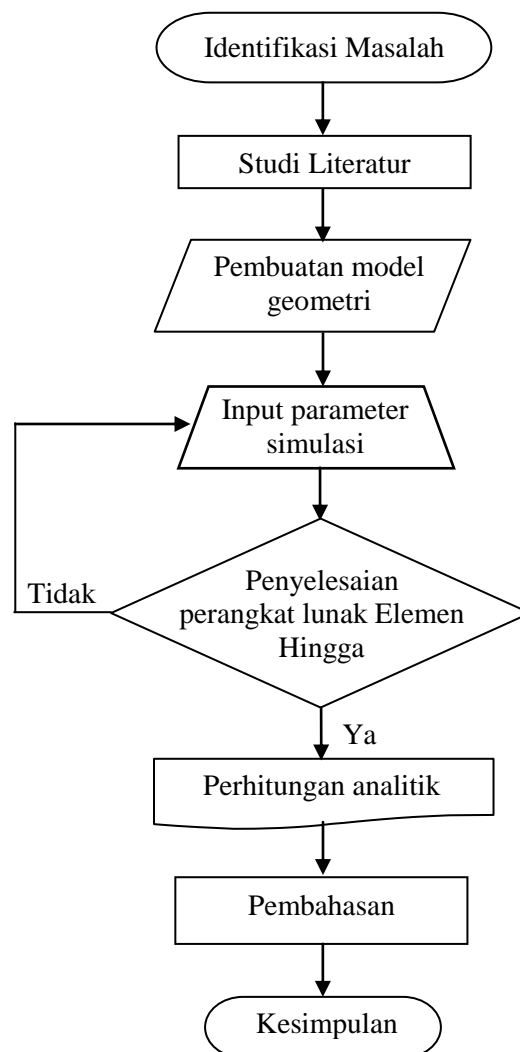 Identifikasi Masalah
Studi Literatur
Pembuatan model
geometri
Input parameter
simulasi
Penyelesaian
perangkat lunak Elemen
Hingga
Tidak
Ya
Perhitungan analitik
Pembahasan
Kesimpulan